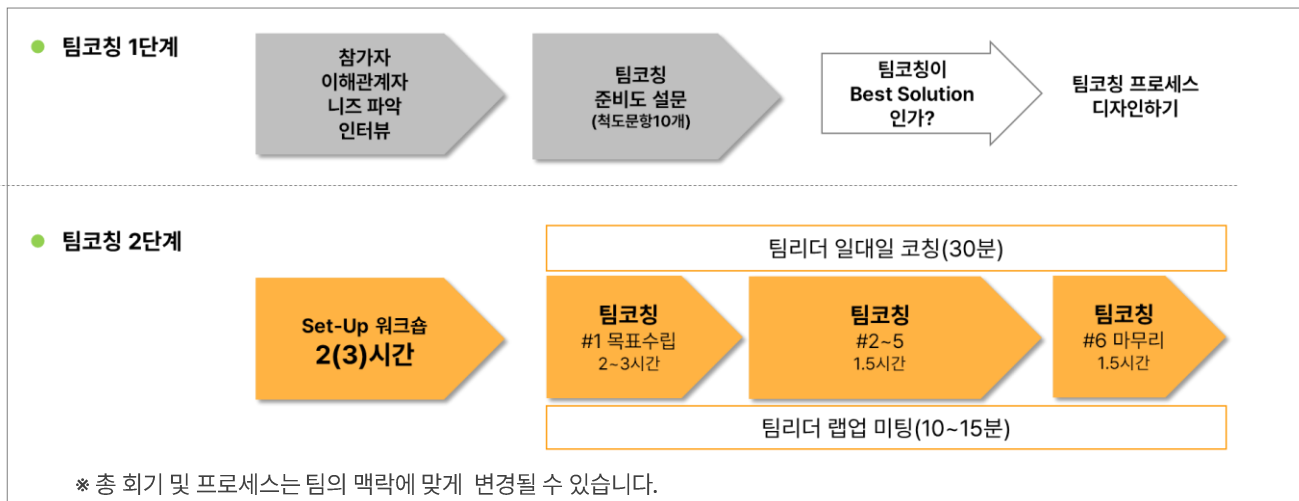 팀코칭 1단계
참가자
이해관계자
니즈 파악
인터뷰
팀코칭
준비도 설문
(척도문항10개)
팀코칭이
Best Solution
인가?
팀코칭 프로세스
디자인하기
팀코칭 2단계
Set-Up 워크숍
2(3)시간
팀리더 일대일 코칭(30분)
팀코칭
#1 목표수립
2~3시간
팀코칭
#2~5
1.5시간
팀코칭
#6 마무리
1.5시간
팀리더 랩업 미팅(10~15분)
※ 총 회기 및 프로세스는 팀의 맥락에 맞게 변경될 수 있습니다.